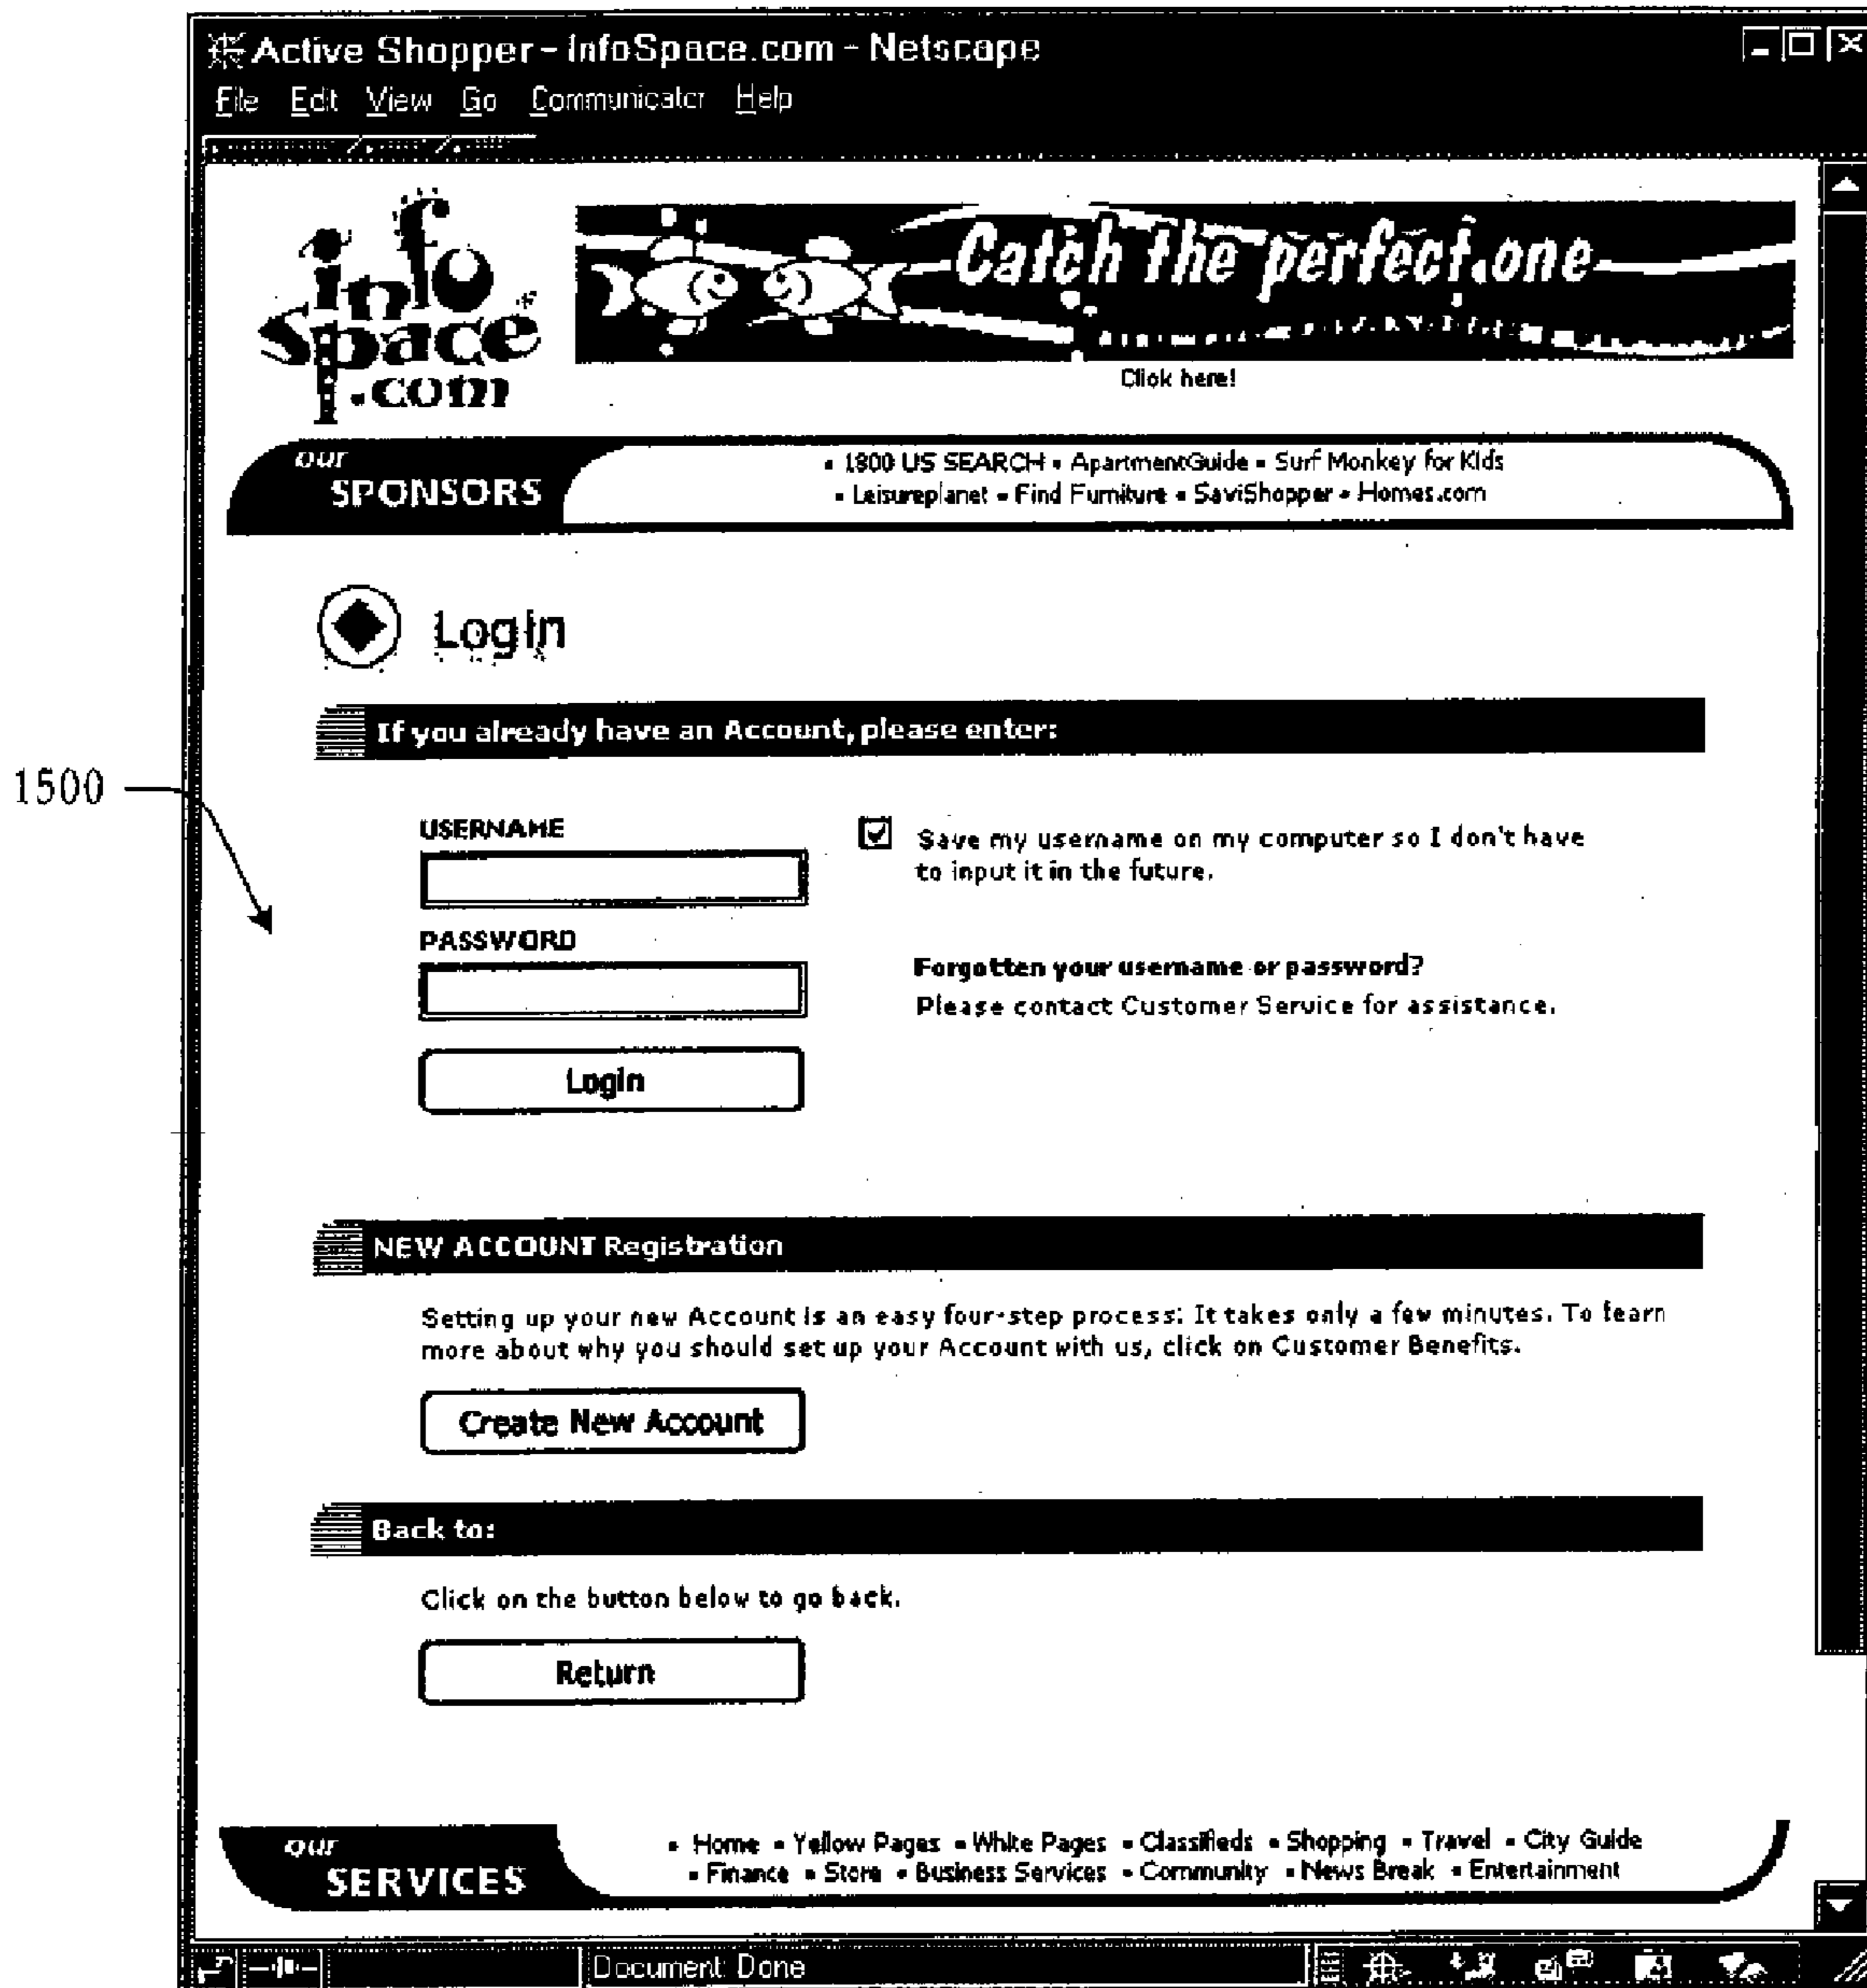 Active Shopper - InfoSpace.com - Netscape
File Edit View Go Communicator Help
info
space
.com
Catch the perfect one
Click here!
our
SPONSORS
▪ 1800 US SEARCH ▪ ApartmentGuide ▪ Surf Monkey for Kids
▪ Leisureplanet ▪ Find Furniture ▪ SaviShopper ▪ Homes.com
Login
If you already have an Account, please enter:
1500
USERNAME
Save my username on my computer so I don't have
to input it in the future.
PASSWORD
Forgotten your username or password?
Please contact Customer Service for assistance.
Login
NEW ACCOUNT Registration
Setting up your new Account is an easy four-step process: It takes only a few minutes. To learn
more about why you should set up your Account with us, click on Customer Benefits.
Create New Account
Back to:
Click on the button below to go back.
Return
our
SERVICES
▪ Home ▪ Yellow Pages ▪ White Pages ▪ Classifieds ▪ Shopping ▪ Travel ▪ City Guide
▪ Finance ▪ Store ▪ Business Services ▪ Community ▪ News Break ▪ Entertainment
Document: Done